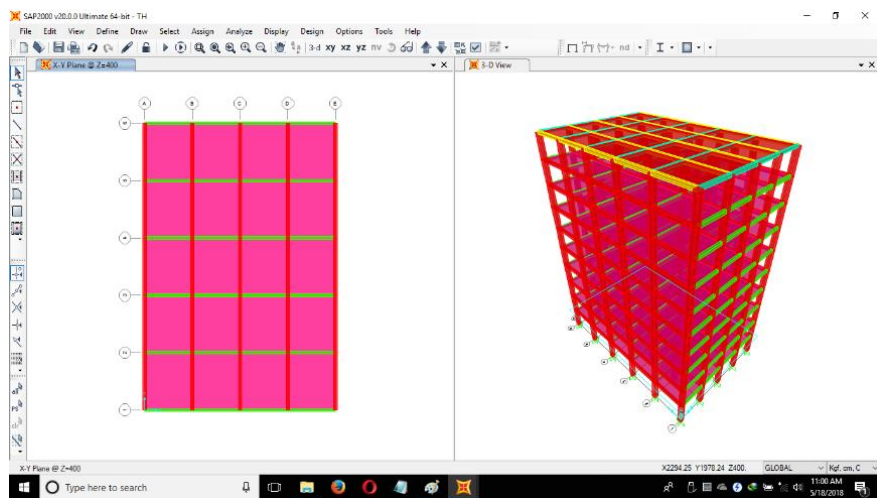 SAP2000 v20.0.0 Ultimate 64-bit - TH
File Edit View Define Draw Select Assign Analyze Display Design Options Tools Help
3-d xy xz yz nv
nd
X-Y Plane @ Z=400
3-D View
A B C D E
X-Y Plane @ Z=400
X2294.25 Y1978.24 Z400.
GLOBAL
Kgf, cm, C
Type here to search
11:00 AM
5/18/2018